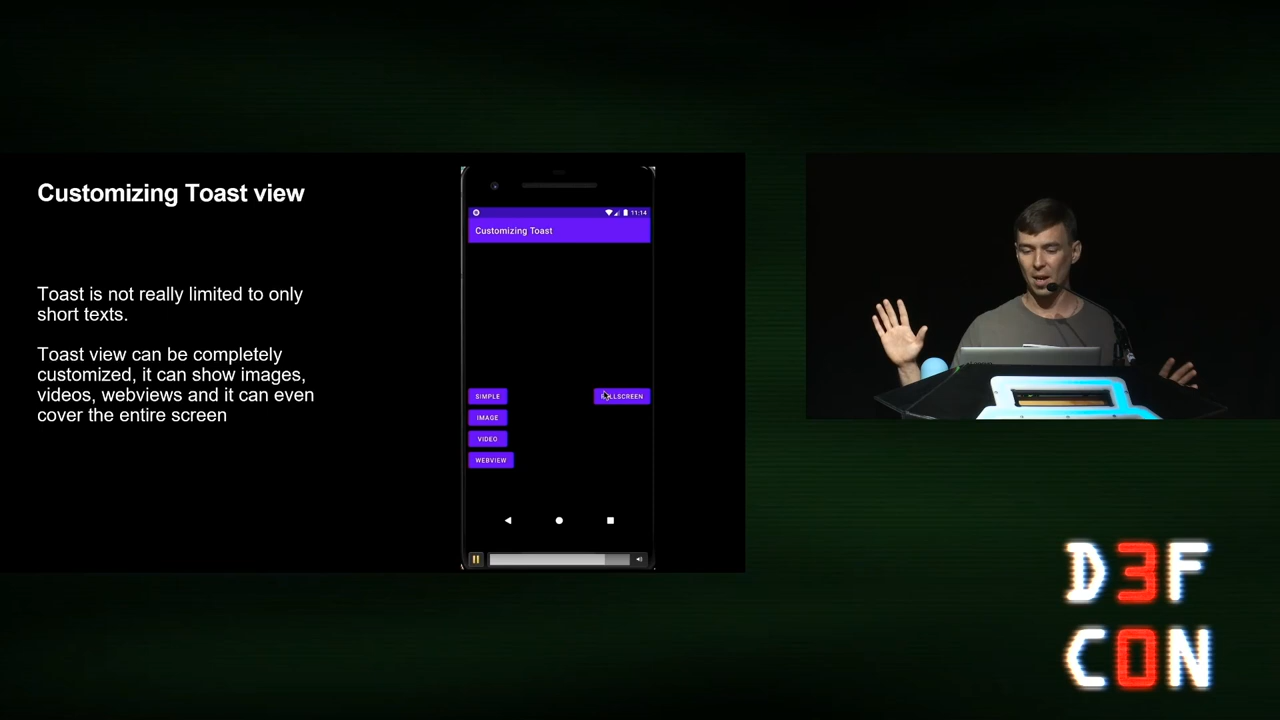 Customizing Toast view
Toast is not really limited to only
short texts.
Toast view can be completely
customized, it can show images,
videos, webviews and it can even
cover the entire screen
11:14
Customizing Toast
SIMPLE
IMAGE
VIDEO
WEBVIEW
D3F
C0N